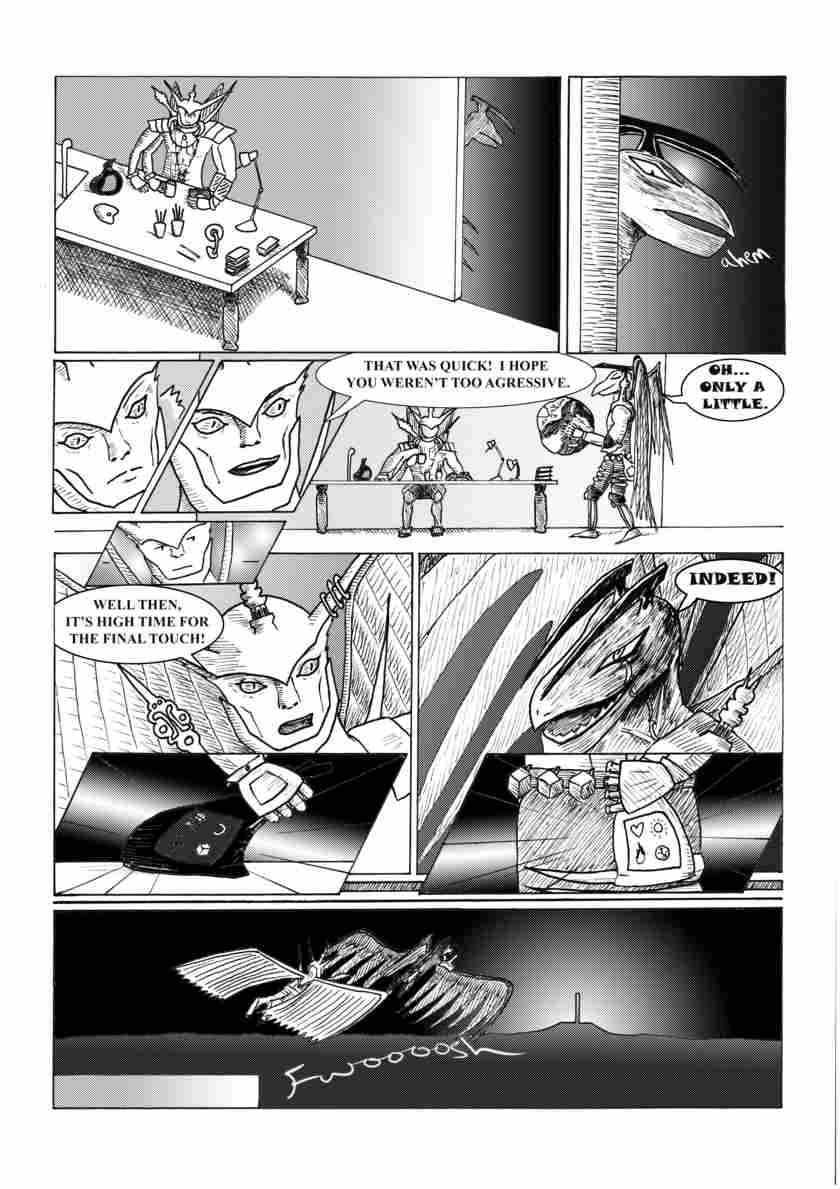 ahem
THAT WAS QUICK! I HOPE
YOU WEREN'T TOO AGRESSIVE.
OH...
ONLY A
LITTLE.
WELL THEN,
IT'S HIGH TIME FOR
THE FINAL TOUCH!
INDEED!
Fwoooosh